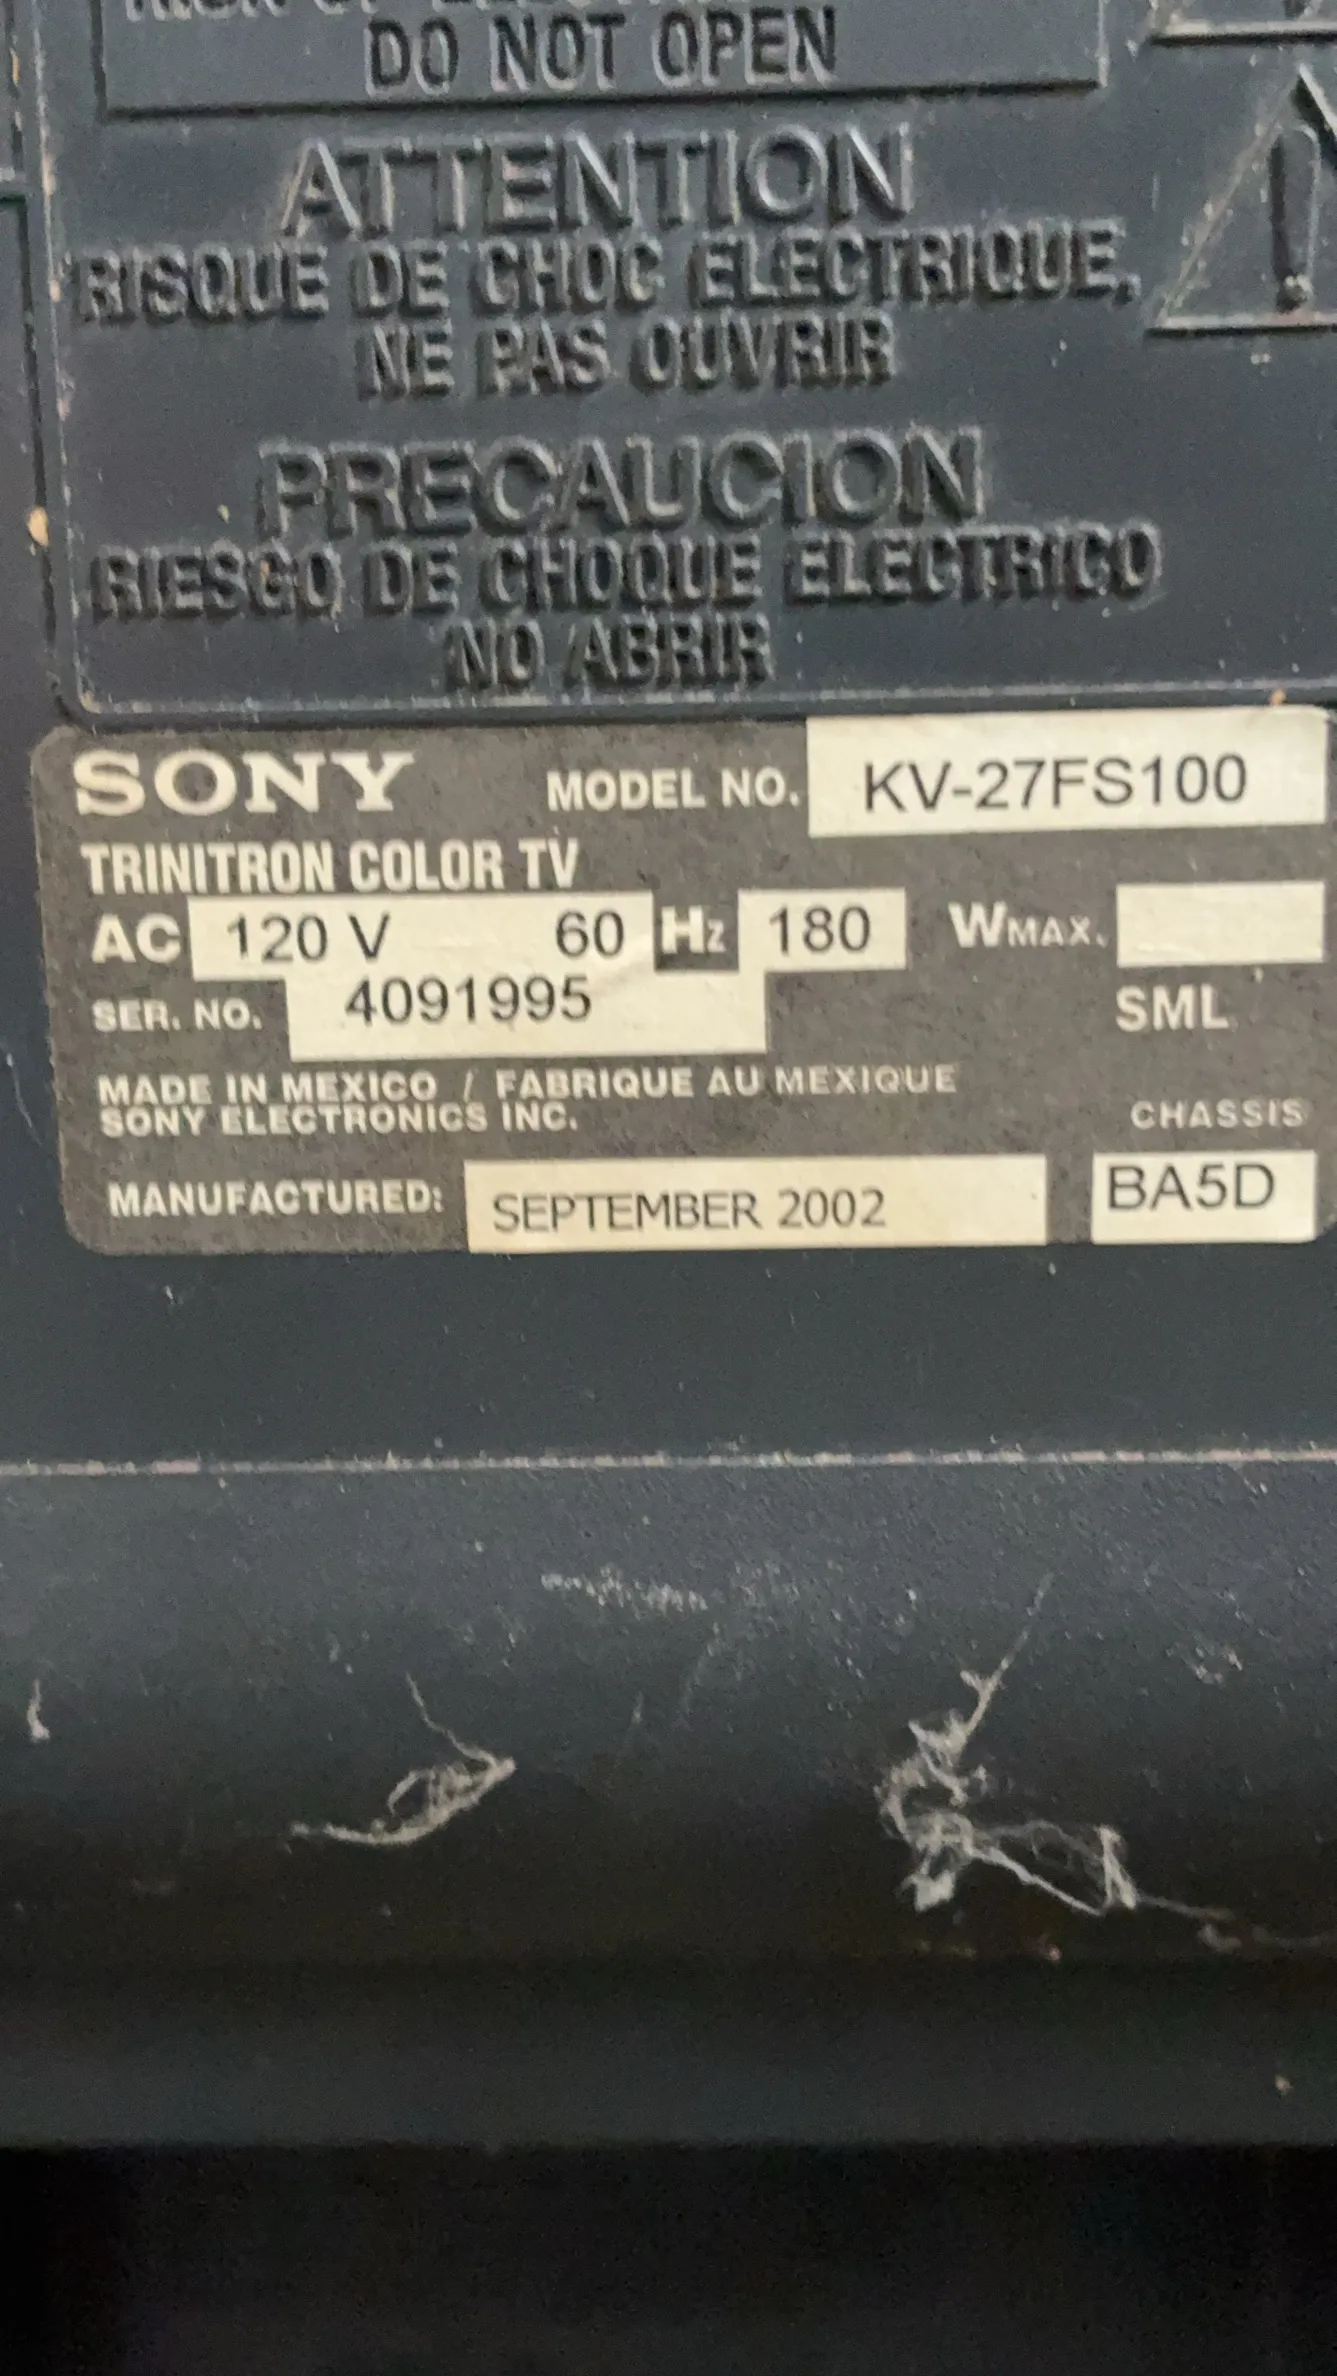 DO NOT OPEN
ATTENTION
RISQUE DE CHOC ELECTRIQUE,
NE PAS OUVRIR
PRECAUCION
RIESGO DE CHOQUE ELECTRICO
NO ABRIR
SONY MODEL NO. KV-27FS100
TRINITRON COLOR TV
AC 120 V 60 Hz 180 WMAX.
SER. NO. 4091995 SML
MADE IN MEXICO / FABRIQUE AU MEXIQUE
SONY ELECTRONICS INC. CHASSIS
MANUFACTURED: SEPTEMBER 2002 BA5D